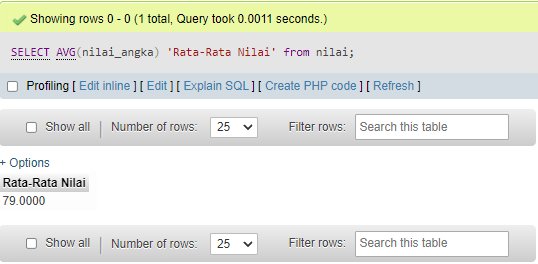 Showing rows 0 - 0 (1 total, Query took 0.0011 seconds.)
SELECT AVG(nilai_angka) 'Rata-Rata Nilai' from nilai;
Profiling [ Edit inline ] [ Edit ] [ Explain SQL ] [ Create PHP code ] [ Refresh ]
Show all | Number of rows: 25 Filter rows: Search this table
+ Options
Rata-Rata Nilai
79.0000
Show all | Number of rows: 25 Filter rows: Search this table